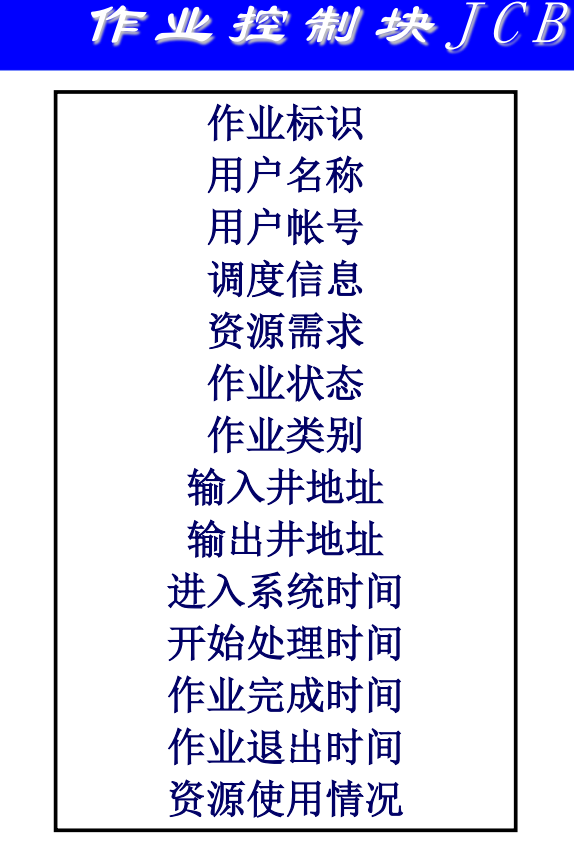 作业控制块JCB
作业标识
用户名称
用户帐号
调度信息
资源需求
作业状态
作业类别
输入井地址
输出井地址
进入系统时间
开始处理时间
作业完成时间
作业退出时间
资源使用情况